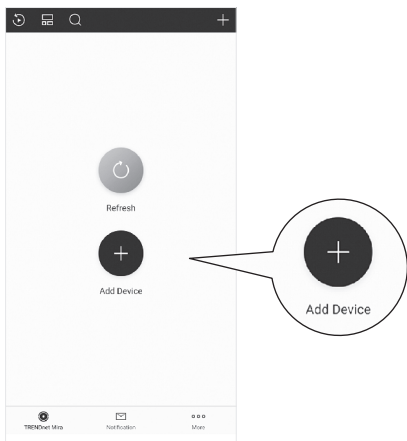 Refresh
Add Device
Add Device
TRENDnet Mira
Notification
More